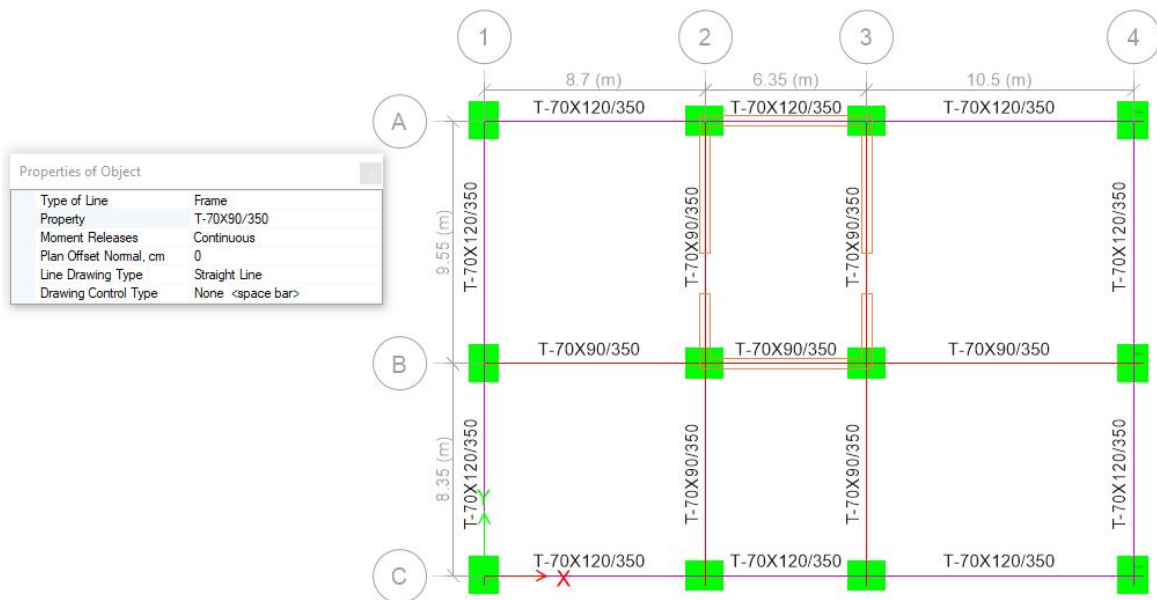 1
2
3
4
8.7 (m)
6.35 (m)
10.5 (m)
A
T-70X120/350
T-70X120/350
T-70X120/350
Properties of Object
Type of Line Frame
Property T-70X90/350
Moment Releases Continuous
Plan Offset Normal, cm 0
Line Drawing Type Straight Line
Drawing Control Type None <space bar>
9.55 (m)
T-70X120/350
T-70X90/350
T-70X90/350
T-70X120/350
B
T-70X90/350
T-70X90/350
T-70X90/350
8.35 (m)
T-70X120/350
T-70X90/350
T-70X90/350
T-70X120/350
Y
C
T-70X120/350
T-70X120/350
T-70X120/350
X